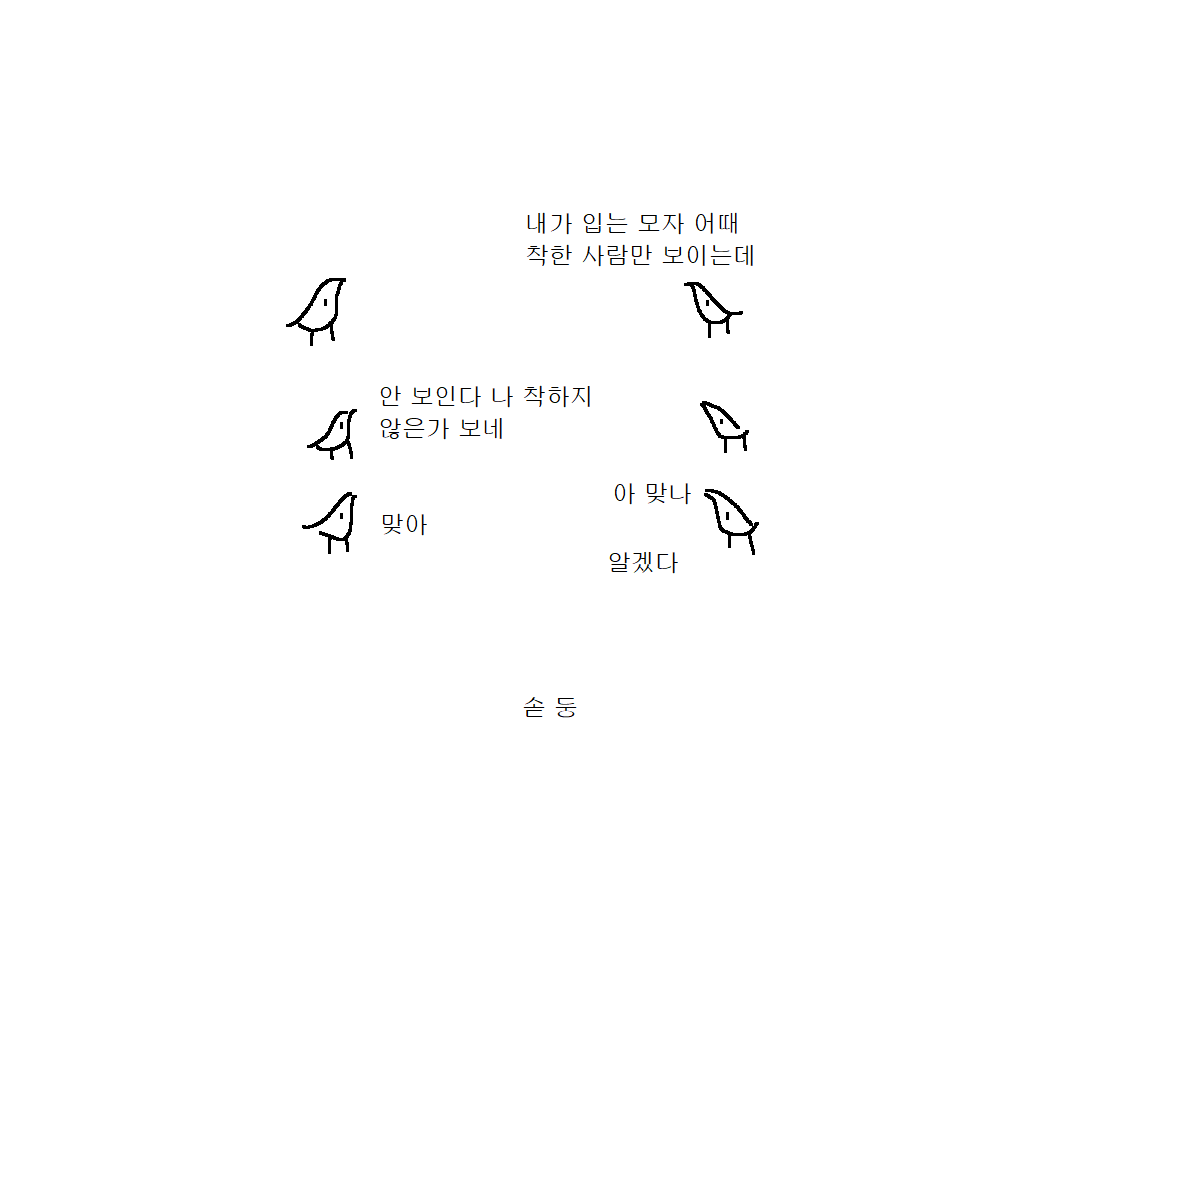 내가 입는 모자 어때
착한 사람만 보이는데
안 보인다 나 착하지
않은가 보네
아 맞나
맞아
알겠다
솓 둥